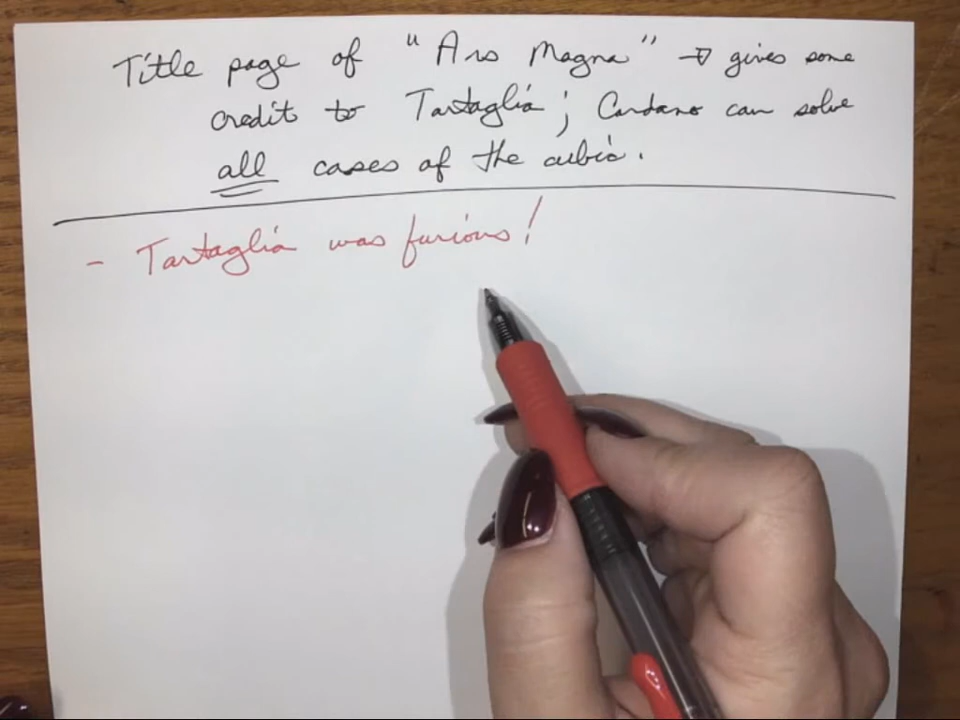 Title page of "Ars Magna" → gives some
credit to Tartaglia; Cardano can solve
all cases of the cubic.
- Tartaglia was furious!